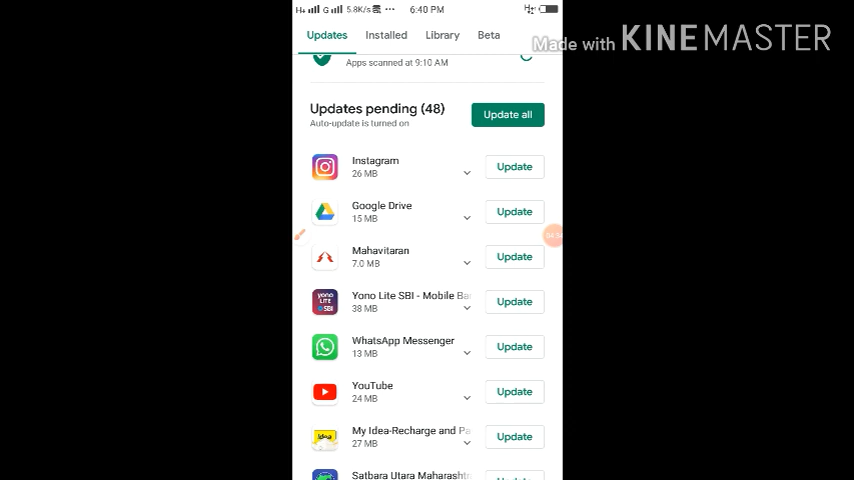 H+ G 5.8K/s ... 6:40 PM
Updates Installed Library Beta
Made with KINEMASTER
Apps scanned at 9:10 AM
Updates pending (48)
Auto-update is turned on
Update all
Instagram
26 MB
Update
Google Drive
15 MB
Update
Mahavitaran
7.0 MB
Update
Yono Lite SBI - Mobile Ba
38 MB
Update
WhatsApp Messenger
13 MB
Update
YouTube
24 MB
Update
My Idea-Recharge and Pa
27 MB
Update
Satbara Utara Maharashtr